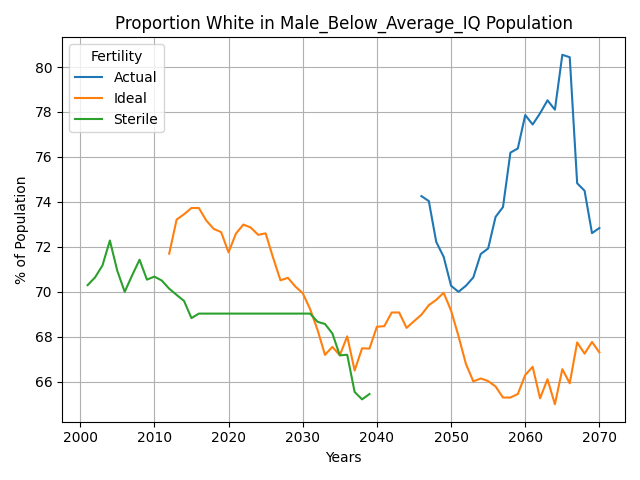 Proportion White in Male_Below_Average_IQ Population
Fertility
Actual
Ideal
Sterile
% of Population
80
78
76
74
72
70
68
66
2000
2010
2020
2030
2040
2050
2060
2070
Years